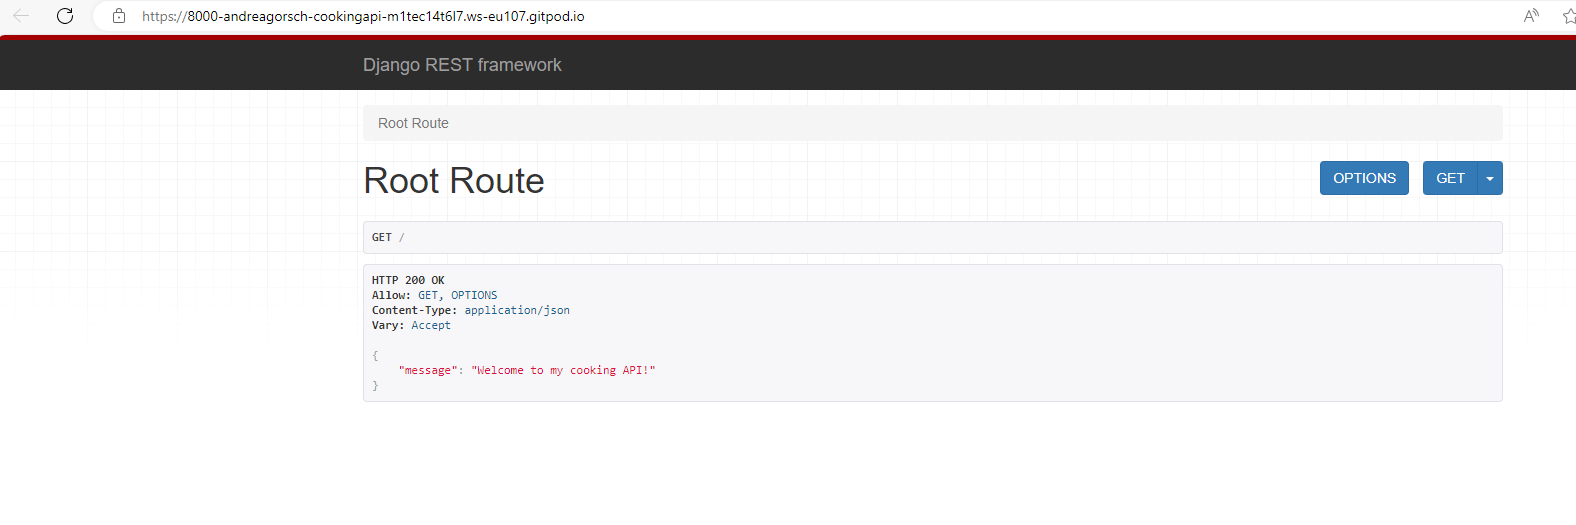 https://8000-andreagorsch-cookingapi-m1tec14t6l7.ws-eu107.gitpod.io
Django REST framework
Root Route
Root Route
OPTIONS
GET
GET /
HTTP 200 OK
Allow: GET, OPTIONS
Content-Type: application/json
Vary: Accept
{
"message": "Welcome to my cooking API!"
}